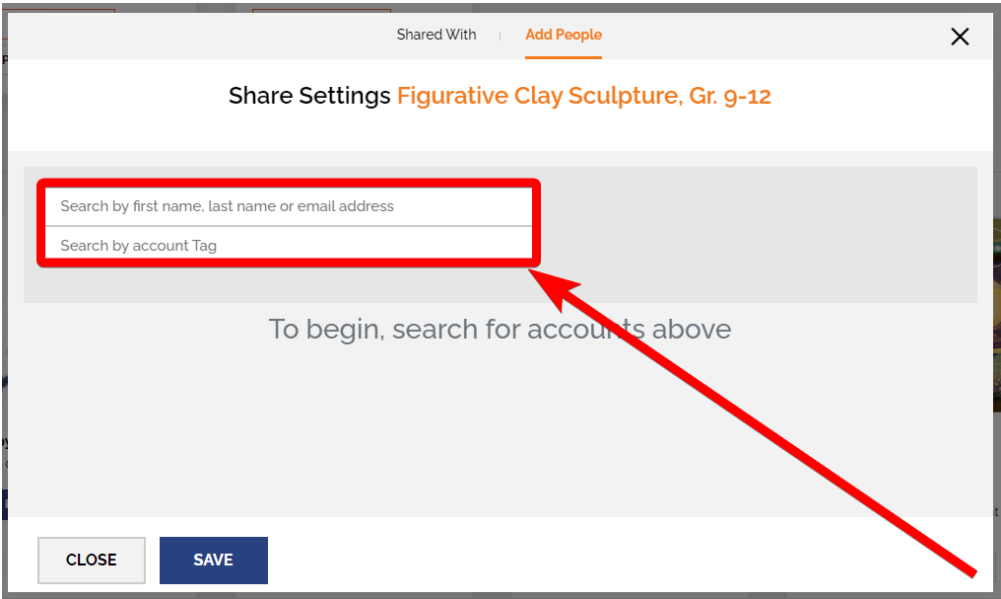 Shared With | Add People
Share Settings Figurative Clay Sculpture, Gr. 9-12
Search by first name, last name or email address
Search by account Tag
To begin, search for accounts above
CLOSE
SAVE